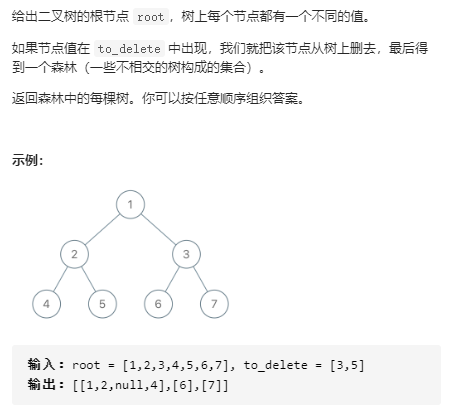 给出二叉树的根节点 root，树上每个节点都有一个不同的值。
如果节点值在 to_delete 中出现，我们就把该节点从树上删去，最后得
到一个森林（一些不相交的树构成的集合）。
返回森林中的每棵树。你可以按任意顺序组织答案。
示例：
1
2 3
4 5 6 7
输入：root = [1,2,3,4,5,6,7], to_delete = [3,5]
输出：[[1,2,null,4],[6],[7]]